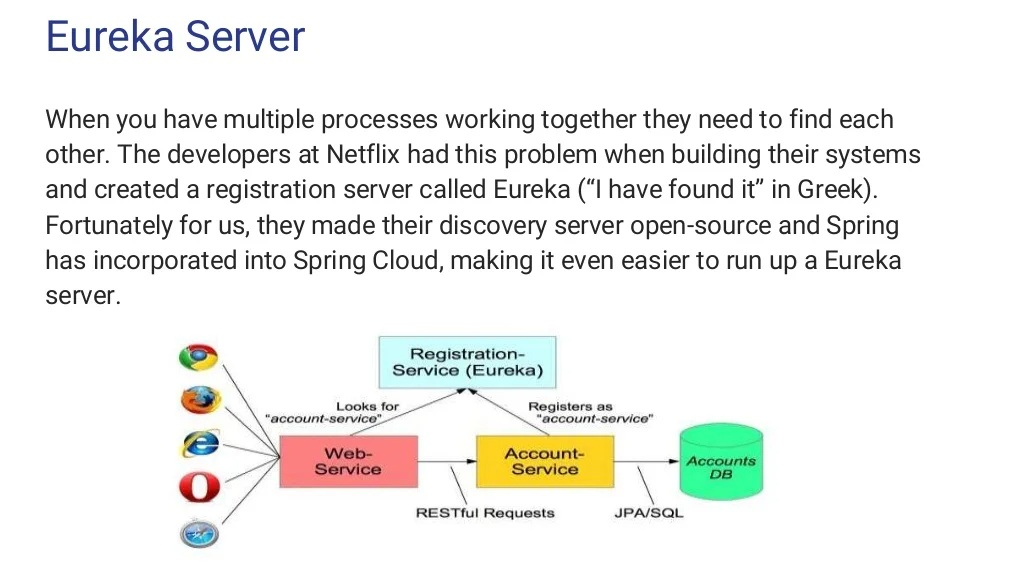 Eureka Server
When you have multiple processes working together they need to find each
other. The developers at Netflix had this problem when building their systems
and created a registration server called Eureka (“I have found it” in Greek).
Fortunately for us, they made their discovery server open-source and Spring
has incorporated into Spring Cloud, making it even easier to run up a Eureka
server.
Registration-
Service (Eureka)
Looks for
"account-service"
Registers as
"account-service"
Web-
Service
Account-
Service
Accounts
DB
RESTful Requests
JPA/SQL